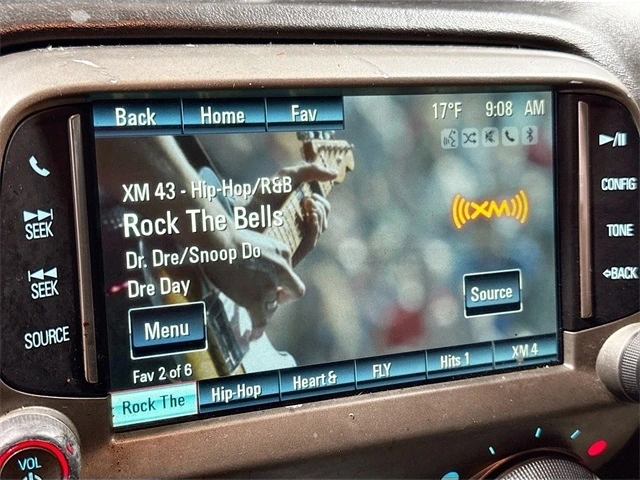 Back Home Fav 17°F 9:08 AM
XM 43 - Hip-Hop/R&B
Rock The Bells
Dr. Dre/Snoop Do
Dre Day
((XM))
Menu
Source
Fav 2 of 6
Rock The Hip-Hop Heart & FLY Hits 1 XM 4
SEEK
SEEK
SOURCE
VOL
CONFIG
TONE
BACK